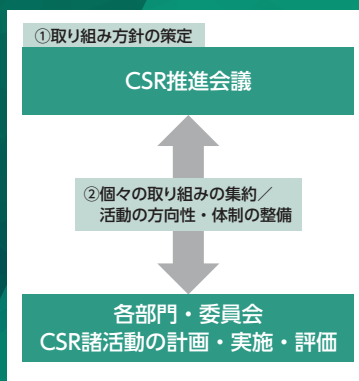 ①取り組み方針の策定
CSR推進会議
②個々の取り組みの集約／
活動の方向性・体制の整備
各部門・委員会
CSR諸活動の計画・実施・評価